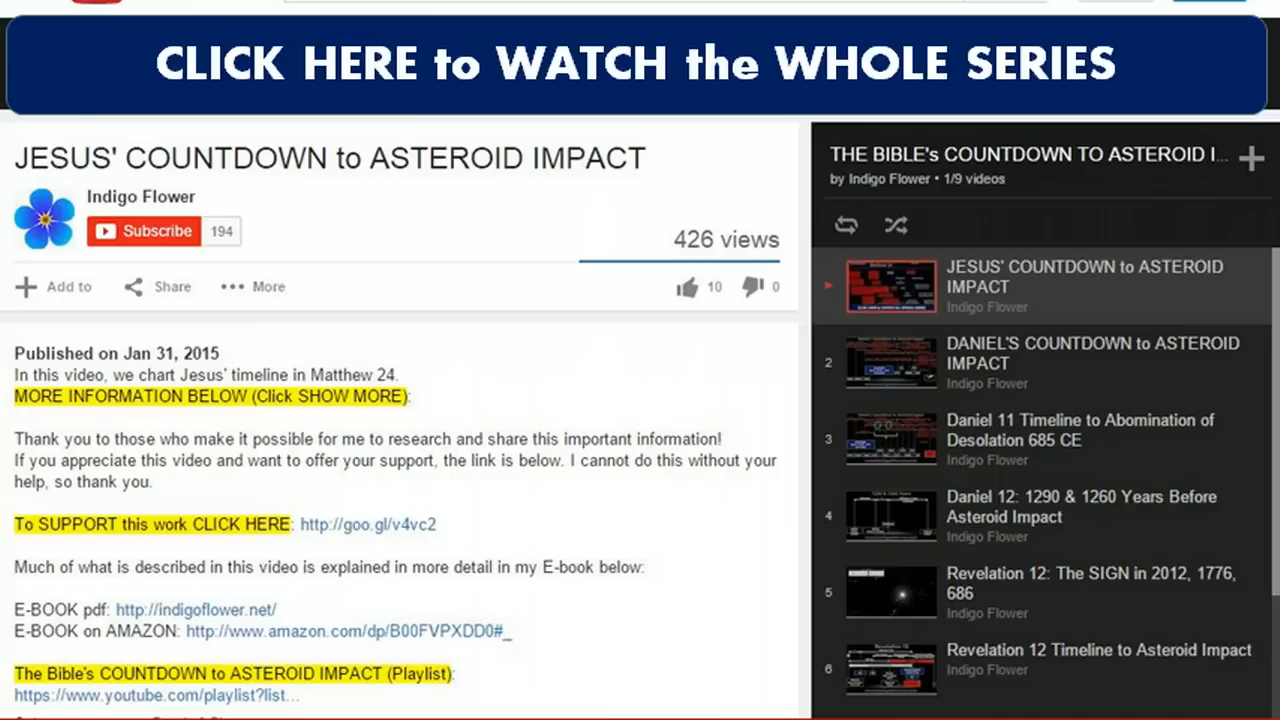 CLICK HERE to WATCH the WHOLE SERIES
JESUS' COUNTDOWN to ASTEROID IMPACT
Indigo Flower
Subscribe 194
426 views
Add to Share More 10 0
Published on Jan 31, 2015
In this video, we chart Jesus' timeline in Matthew 24.
MORE INFORMATION BELOW (Click SHOW MORE):
Thank you to those who make it possible for me to research and share this important information!
If you appreciate this video and want to offer your support, the link is below. I cannot do this without your
help, so thank you.
To SUPPORT this work CLICK HERE: http://goo.gl/v4vc2
Much of what is described in this video is explained in more detail in my E-book below:
E-BOOK pdf: http://indigoflower.net/
E-BOOK on AMAZON: http://www.amazon.com/dp/B00FVPXDD0#_
The Bible's COUNTDOWN to ASTEROID IMPACT (Playlist):
https://www.youtube.com/playlist?list...
THE BIBLE's COUNTDOWN TO ASTEROID I...
by Indigo Flower • 1/9 videos
JESUS' COUNTDOWN to ASTEROID
IMPACT
Indigo Flower
2
DANIEL'S COUNTDOWN to ASTEROID
IMPACT
Indigo Flower
3
Daniel 11 Timeline to Abomination of
Desolation 685 CE
Indigo Flower
4
Daniel 12: 1290 & 1260 Years Before
Asteroid Impact
Indigo Flower
5
Revelation 12: The SIGN in 2012, 1776,
686
Indigo Flower
6
Revelation 12 Timeline to Asteroid Impact
Indigo Flower